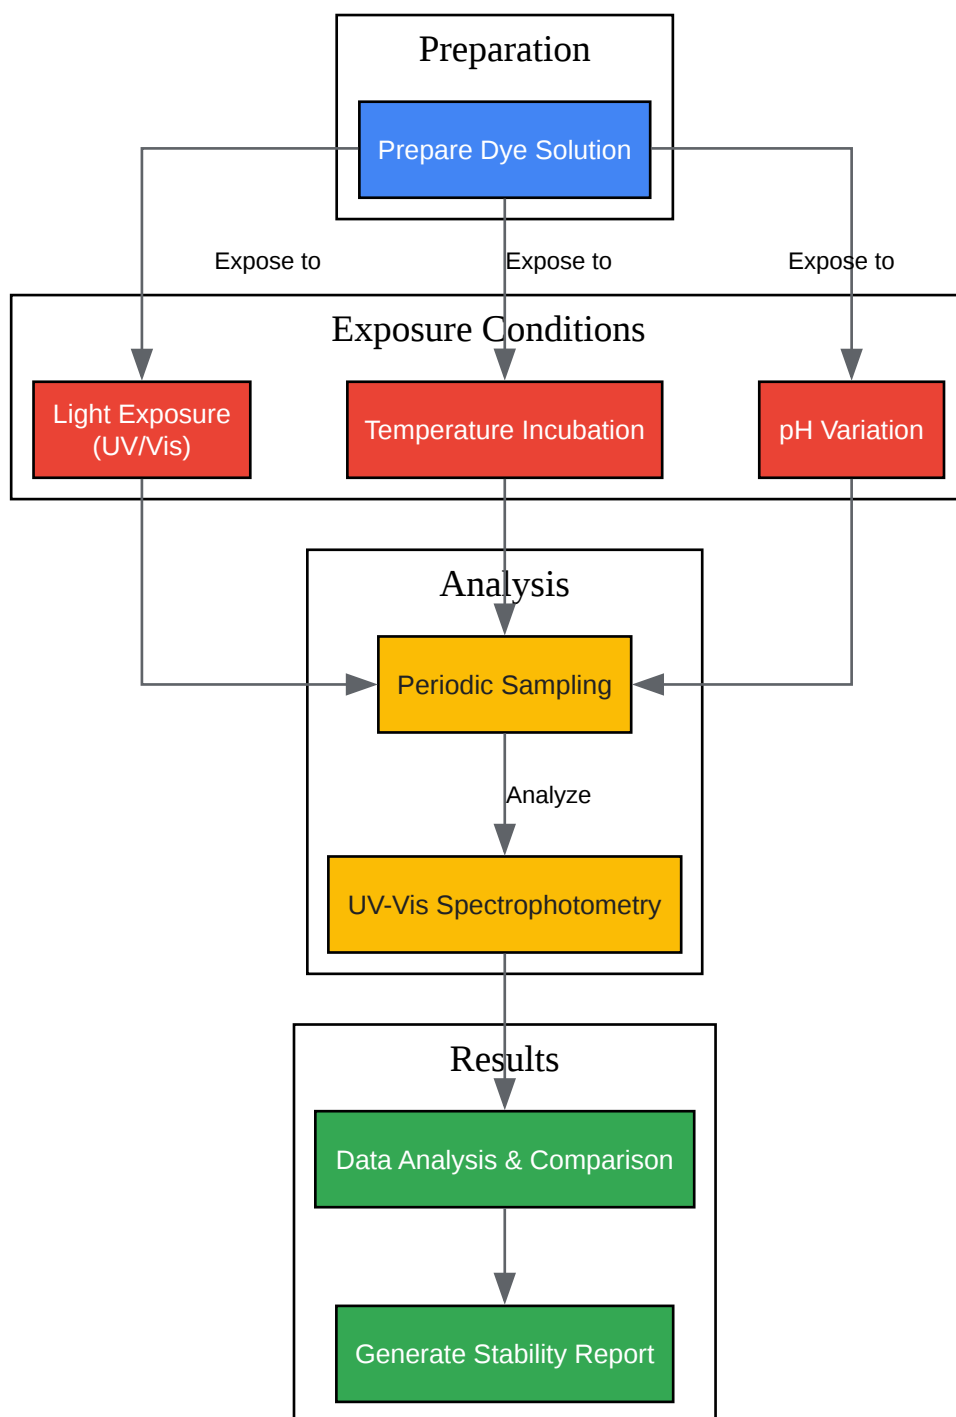 Preparation
Prepare Dye Solution
Expose to
Expose to
Expose to
Exposure Conditions
Light Exposure
(UV/Vis)
Temperature Incubation
pH Variation
Analysis
Periodic Sampling
Analyze
UV-Vis Spectrophotometry
Results
Data Analysis & Comparison
Generate Stability Report